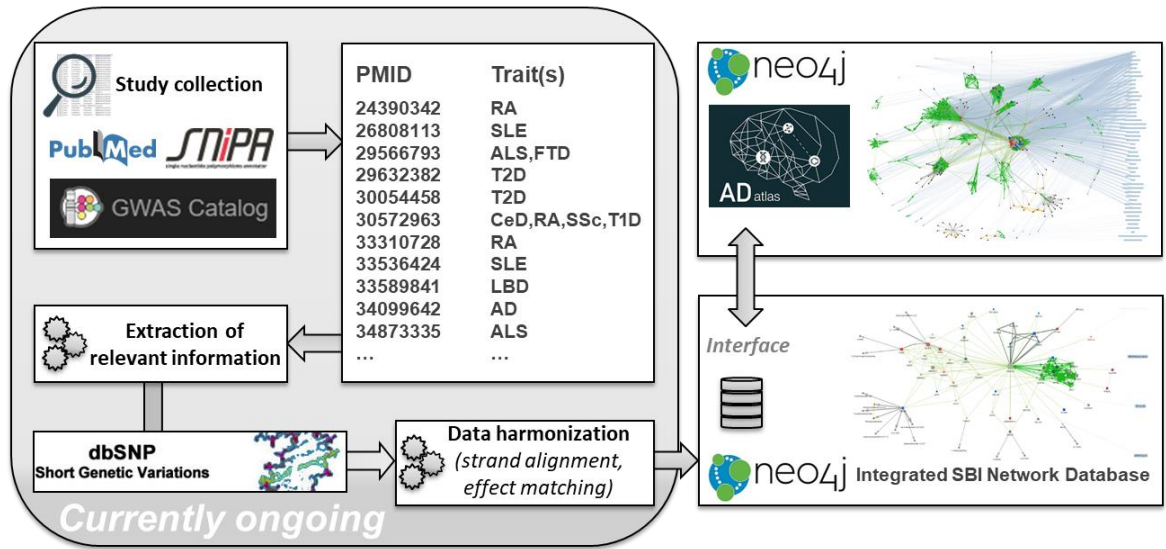 Study collection
PubMed
SNiPA
single nucleotide polymorphisms annotator
GWAS Catalog
PMID Trait(s)
24390342 RA
26808113 SLE
29566793 ALS,FTD
29632382 T2D
30054458 T2D
30572963 CeD,RA,SSc,T1D
33310728 RA
33536424 SLE
33589841 LBD
34099642 AD
34873335 ALS
... ...
Extraction of
relevant information
dbSNP
Short Genetic Variations
Data harmonization
(strand alignment,
effect matching)
Currently ongoing
neo4j
AD atlas
Interface
neo4j
Integrated SBI Network Database